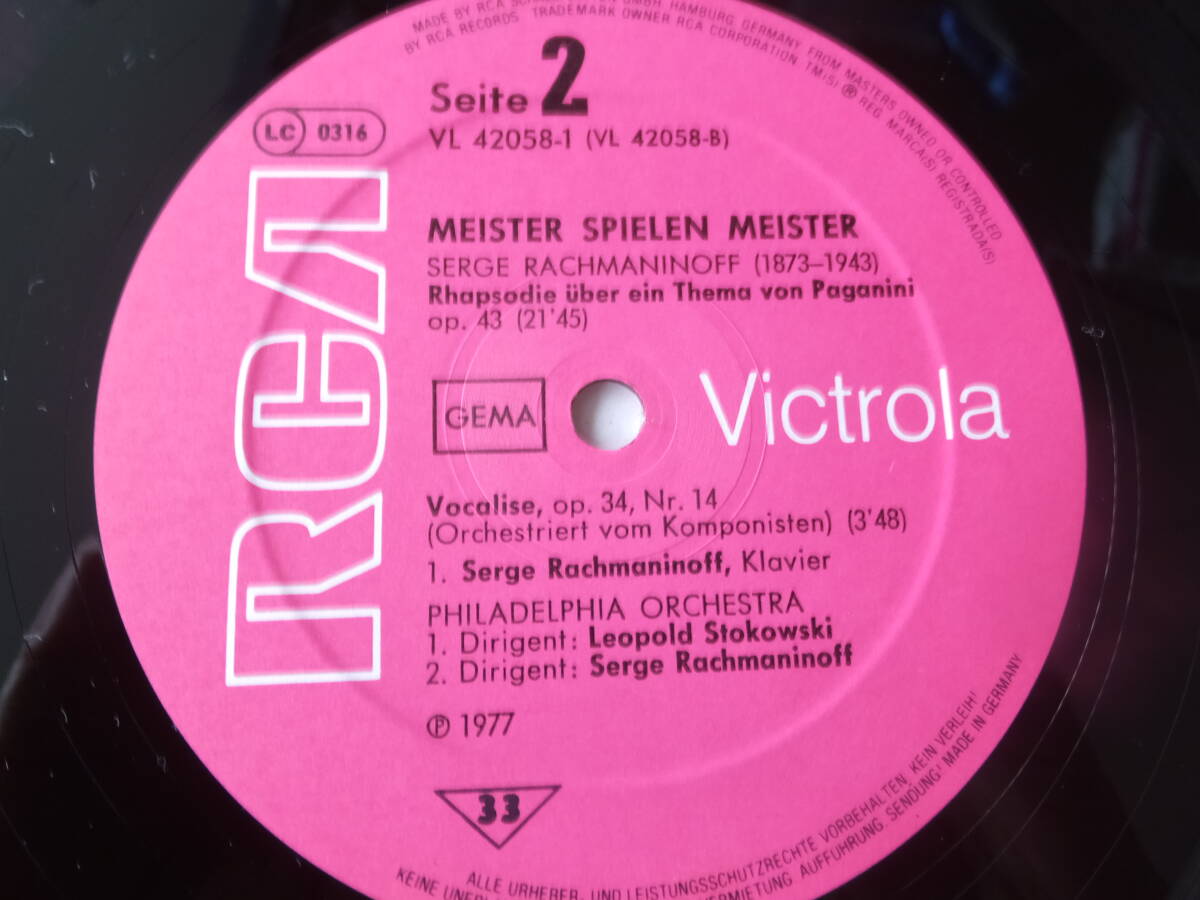 MADE BY RCA GMBH HAMBURG, GERMANY, FROM MASTERS OWNED OR CONTROLLED
BY RCA RECORDS TRADEMARK OWNER RCA CORPORATION TM(S) ® REG. MARCA(S) REGISTRADA(S)
Seite 2
LC 0316
VL 42058-1 (VL 42058-B)
RCA
MEISTER SPIELEN MEISTER
SERGE RACHMANINOFF (1873–1943)
Rhapsodie über ein Thema von Paganini
op. 43 (21'45)
GEMA
Victrola
Vocalise, op. 34, Nr. 14
(Orchestriert vom Komponisten) (3'48)
1. Serge Rachmaninoff, Klavier
PHILADELPHIA ORCHESTRA
1. Dirigent: Leopold Stokowski
2. Dirigent: Serge Rachmaninoff
℗ 1977
33
ALLE URHEBER- UND LEISTUNGSSCHUTZRECHTE VORBEHALTEN, KEIN VERLEIH!
KEINE VERMIETUNG AUFFÜHRUNG, SENDUNG! MADE IN GERMANY